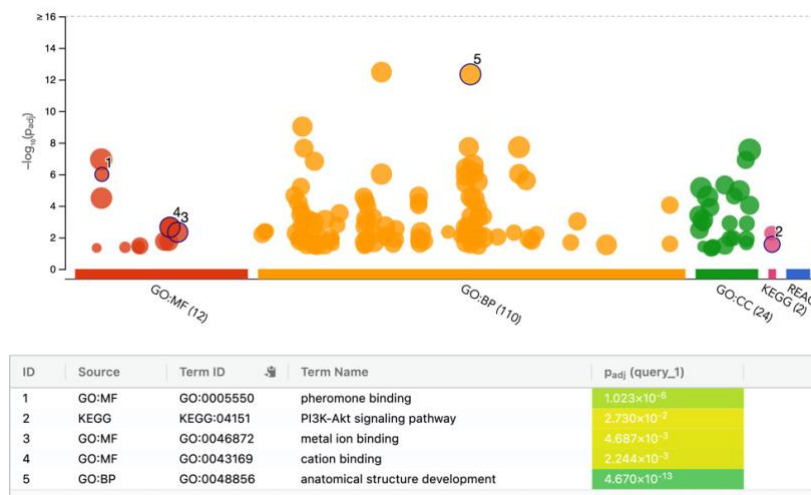 ≥ 16
14
12
10
8
6
4
2
0
-log10(padj)
5
1
4 3
2
GO:MF (12)
GO:BP (110)
GO:CC (24)
KEGG (2)
REAC
ID Source Term ID Term Name padj (query_1)
1 GO:MF GO:0005550 pheromone binding 1.023×10⁻⁶
2 KEGG KEGG:04151 PI3K-Akt signaling pathway 2.730×10⁻²
3 GO:MF GO:0046872 metal ion binding 4.687×10⁻³
4 GO:MF GO:0043169 cation binding 2.244×10⁻³
5 GO:BP GO:0048856 anatomical structure development 4.670×10⁻¹³